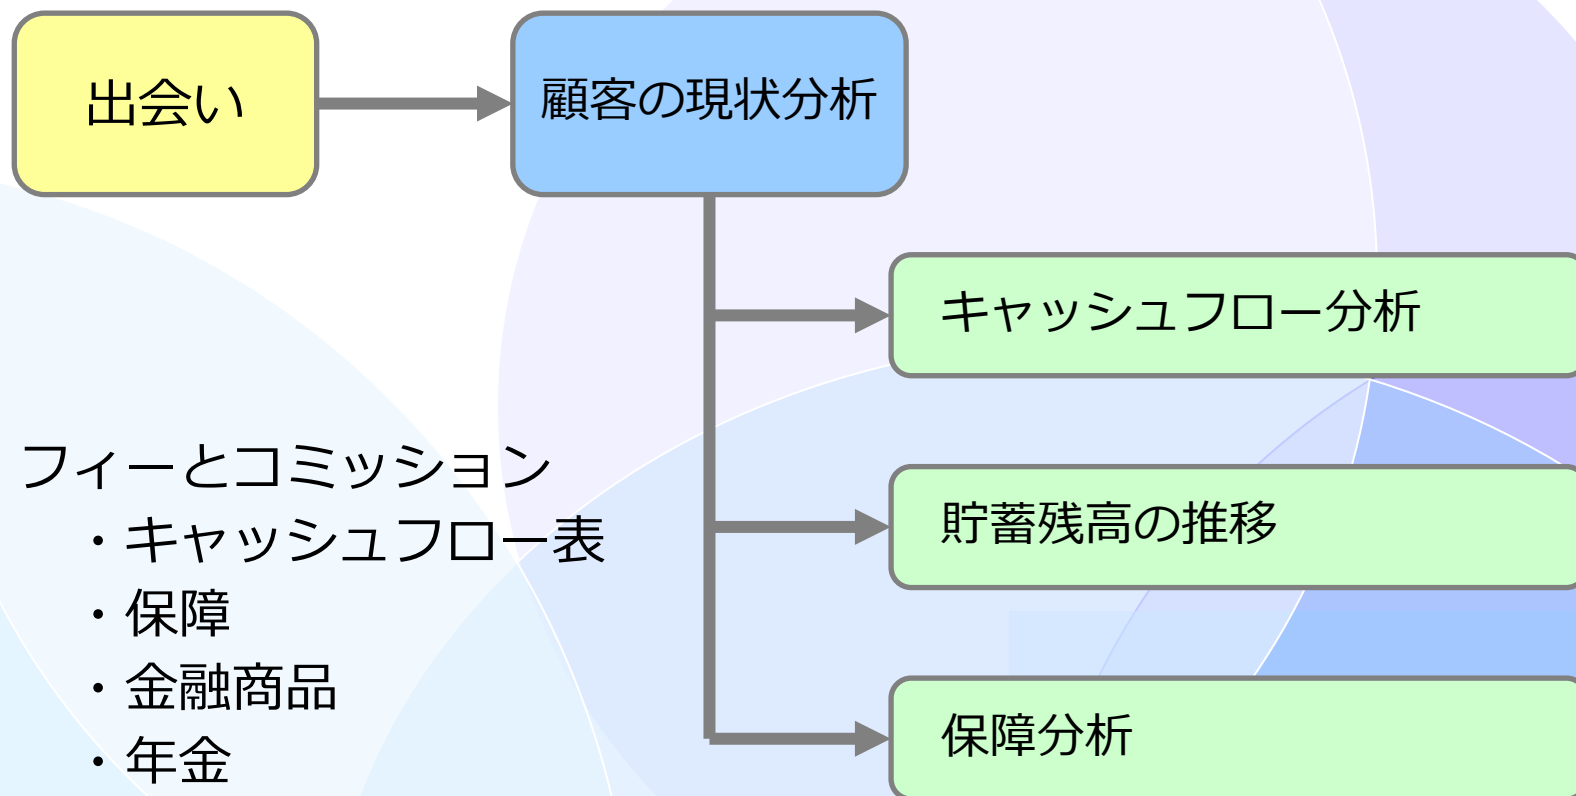 出会い
顧客の現状分析
キャッシュフロー分析
貯蓄残高の推移
保障分析
フィーとコミッション
・キャッシュフロー表
・保障
・金融商品
・年金